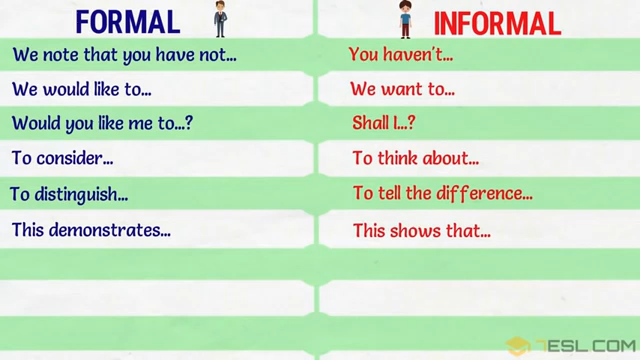 FORMAL INFORMAL
We note that you have not... You haven't...
We would like to... We want to...
Would you like me to...? Shall I...?
To consider... To think about...
To distinguish... To tell the difference...
This demonstrates... This shows that...
7ESL.COM